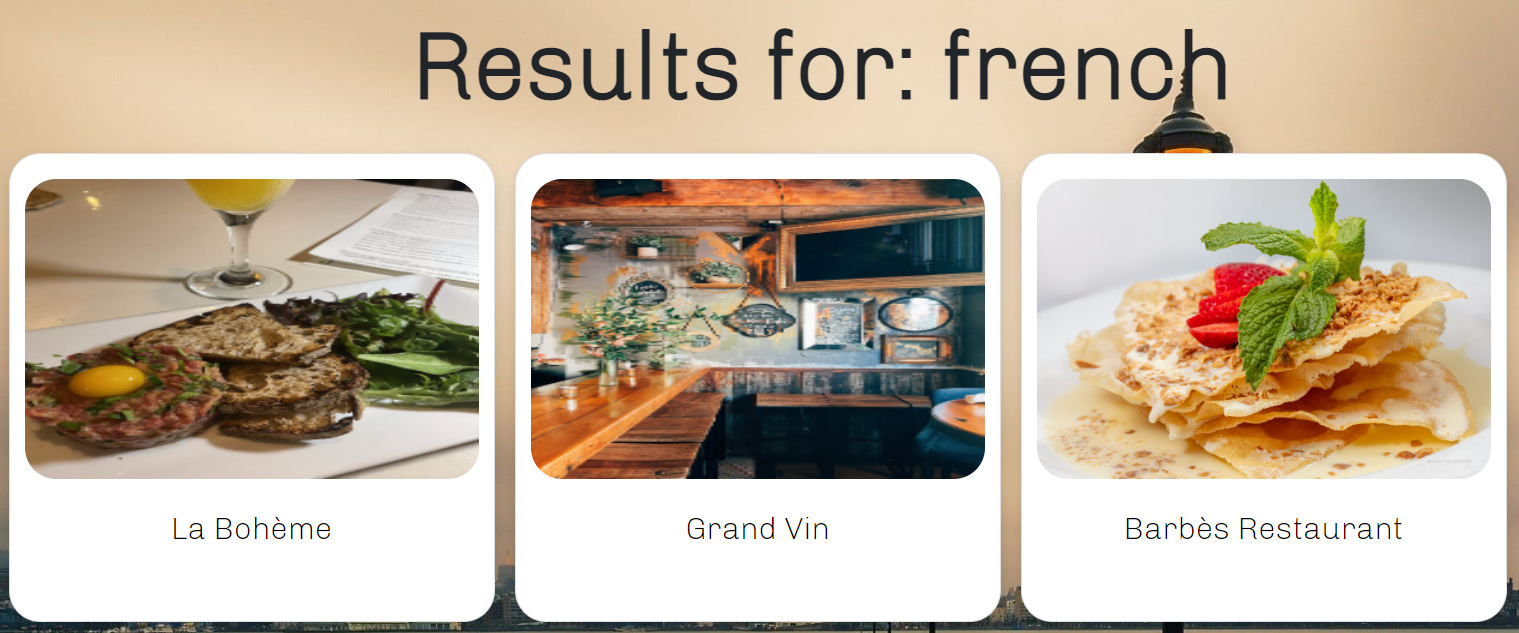 Results for: french
La Bohème
Grand Vin
Barbès Restaurant